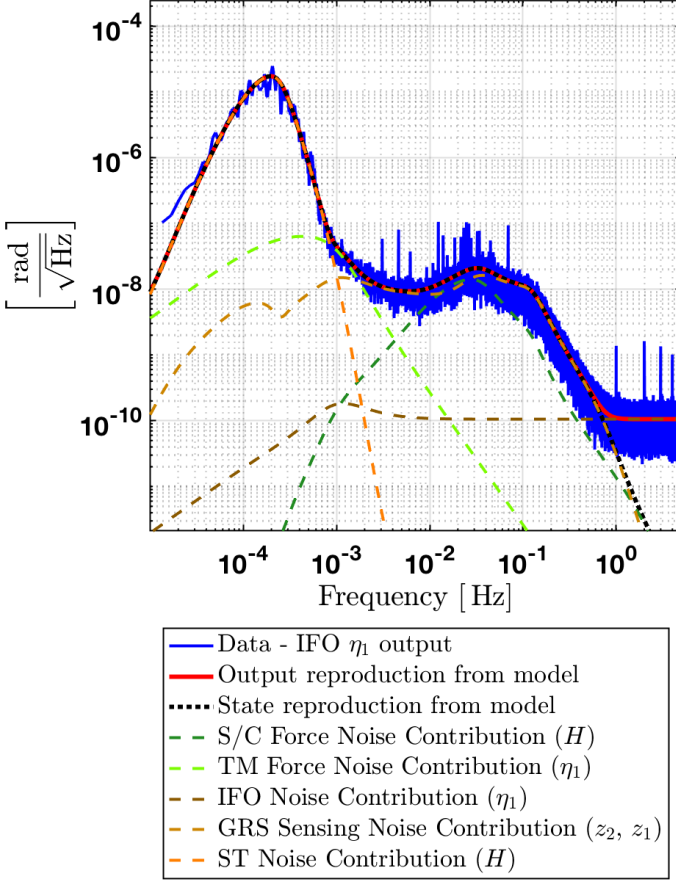 10^-4
10^-6
[rad/√Hz]
10^-8
10^-10
10^-4 10^-3 10^-2 10^-1 10^0
Frequency [Hz]
Data - IFO η₁ output
Output reproduction from model
State reproduction from model
S/C Force Noise Contribution (H)
TM Force Noise Contribution (η₁)
IFO Noise Contribution (η₁)
GRS Sensing Noise Contribution (z₂, z₁)
ST Noise Contribution (H)